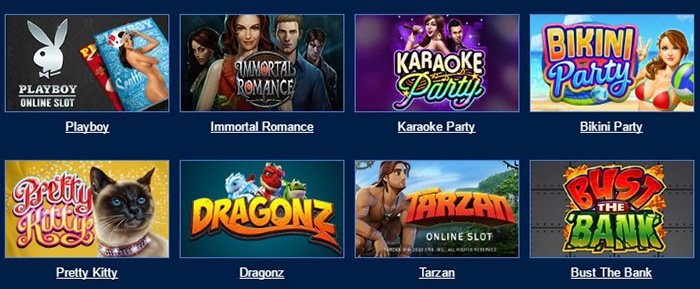 PLAYBOY
ONLINE SLOT
IMMORTAL
ROMANCE
KARAOKE
Party
BIKINI
Party
Playboy
Immortal Romance
Karaoke Party
Bikini Party
Pretty
Kitty
DRAGONZ
TARZAN
ONLINE SLOT
BUST
THE
BANK
Pretty Kitty
Dragonz
Tarzan
Bust The Bank